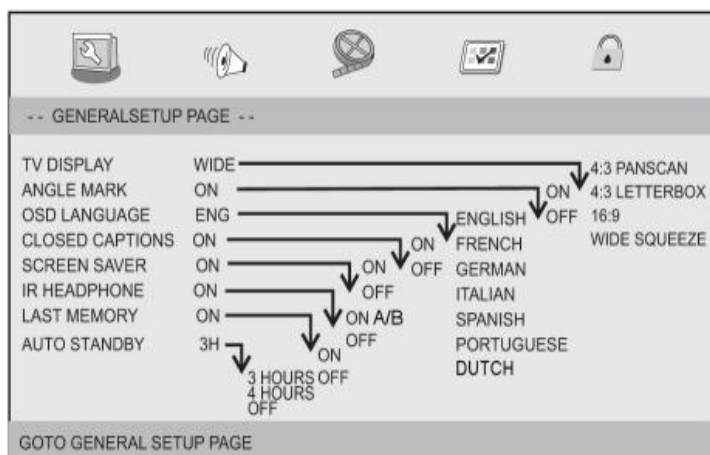 -- GENERALSETUP PAGE --
TV DISPLAY WIDE 4:3 PANSCAN
ANGLE MARK ON ON 4:3 LETTERBOX
OSD LANGUAGE ENG ENGLISH OFF 16:9
CLOSED CAPTIONS ON ON FRENCH WIDE SQUEEZE
SCREEN SAVER ON ON OFF GERMAN
IR HEADPHONE ON OFF ITALIAN
LAST MEMORY ON ON A/B SPANISH
AUTO STANDBY 3H OFF PORTUGUESE
ON
DUTCH
3 HOURS OFF
4 HOURS
OFF
GOTO GENERAL SETUP PAGE